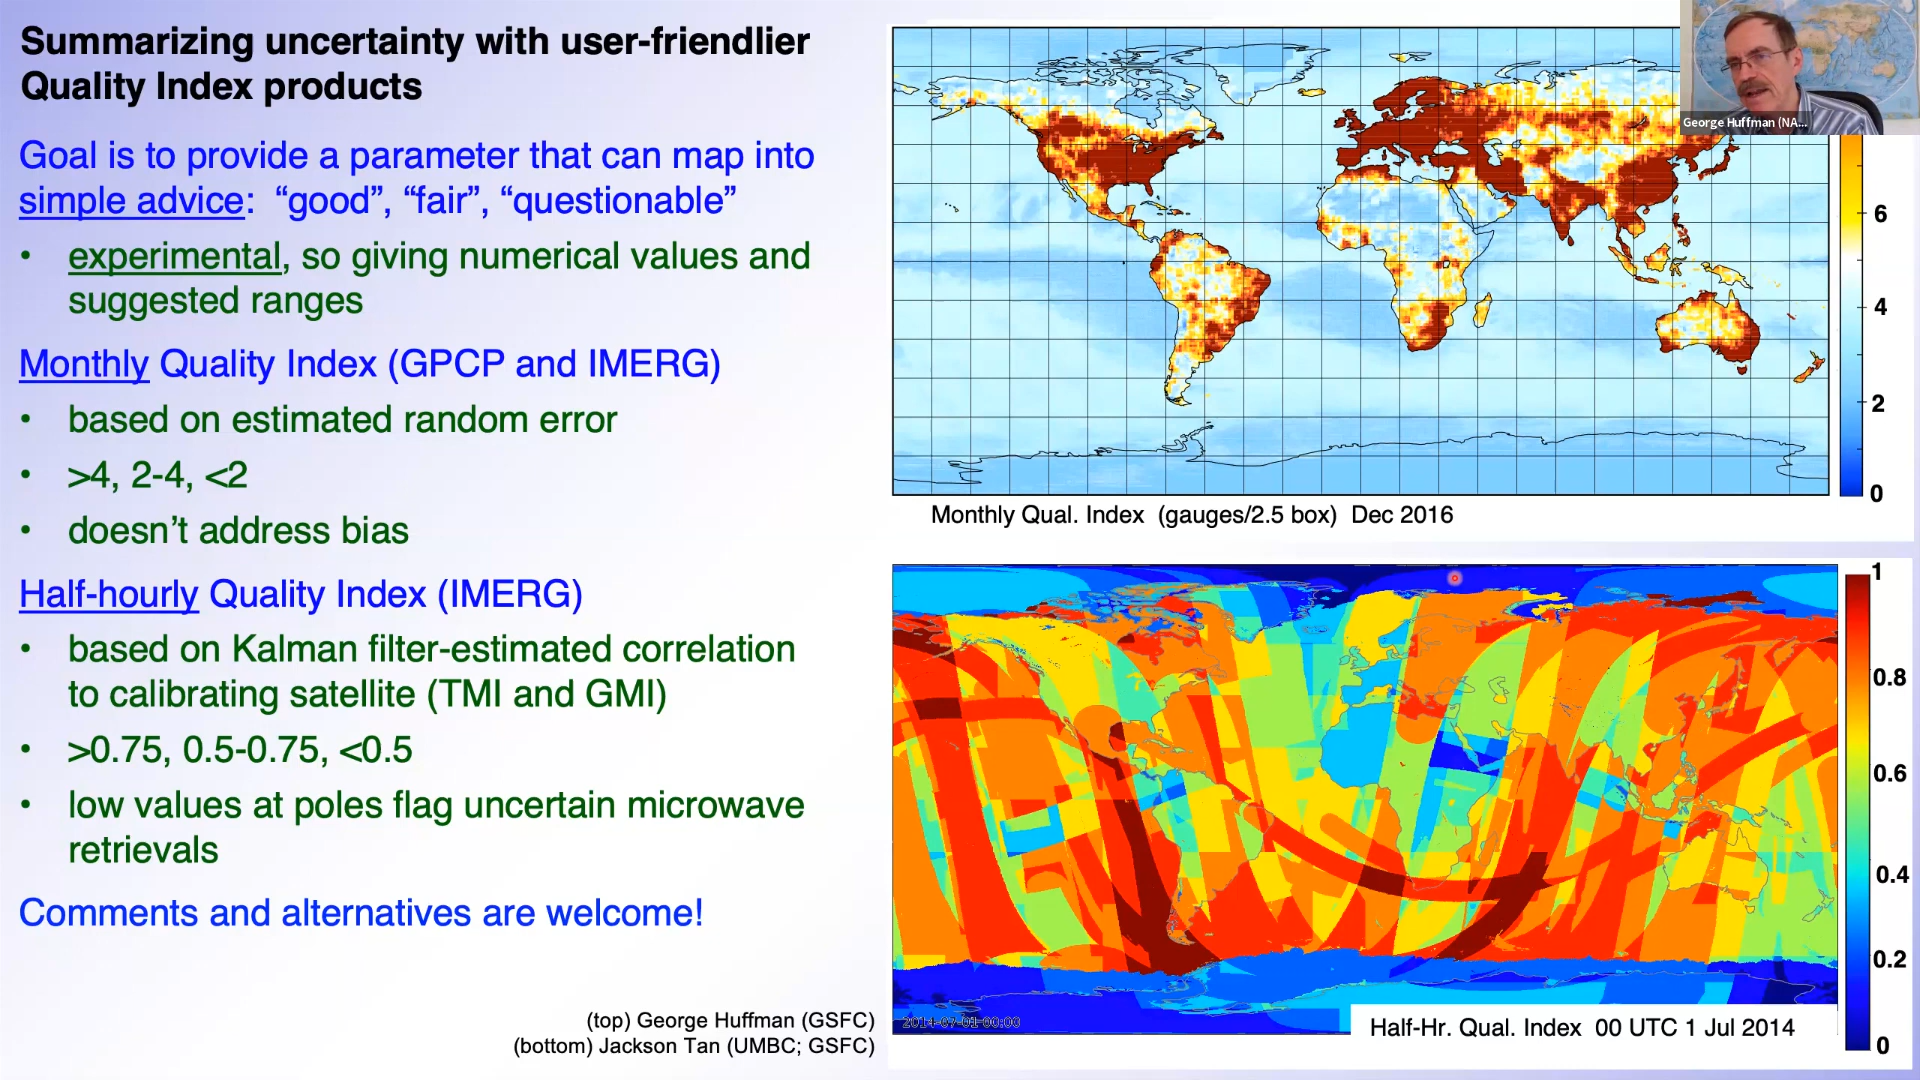 Summarizing uncertainty with user-friendlier
Quality Index products
Goal is to provide a parameter that can map into
simple advice: “good”, “fair”, “questionable”
• experimental, so giving numerical values and
suggested ranges
Monthly Quality Index (GPCP and IMERG)
• based on estimated random error
• >4, 2-4, <2
• doesn’t address bias
Half-hourly Quality Index (IMERG)
• based on Kalman filter-estimated correlation
to calibrating satellite (TMI and GMI)
• >0.75, 0.5-0.75, <0.5
• low values at poles flag uncertain microwave
retrievals
Comments and alternatives are welcome!
(top) George Huffman (GSFC)
(bottom) Jackson Tan (UMBC; GSFC)
George Huffman (NA...
6
4
2
0
Monthly Qual. Index (gauges/2.5 box) Dec 2016
1
0.8
0.6
0.4
0.2
0
2014-07-01 00:00
Half-Hr. Qual. Index 00 UTC 1 Jul 2014